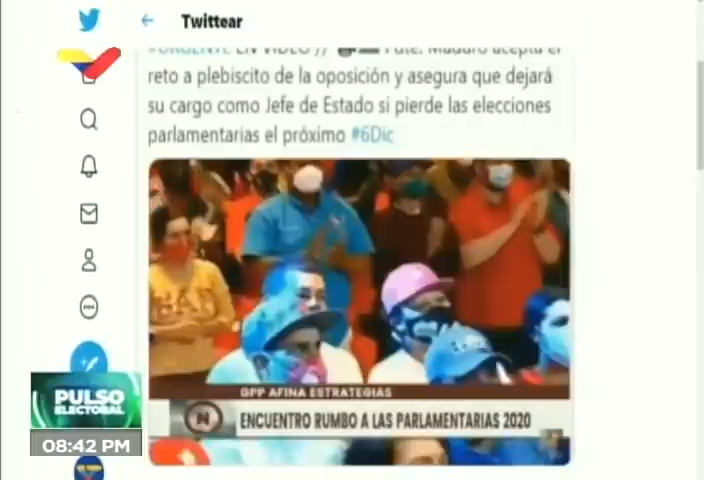 Twittear
#URGENTE EN VIDEO // Pdte. Maduro acepta el
reto a plebiscito de la oposición y asegura que dejará
su cargo como Jefe de Estado si pierde las elecciones
parlamentarias el próximo #6Dic
GPP AFINA ESTRATEGIAS
ENCUENTRO RUMBO A LAS PARLAMENTARIAS 2020
PULSO
ELECTORAL
08:42 PM